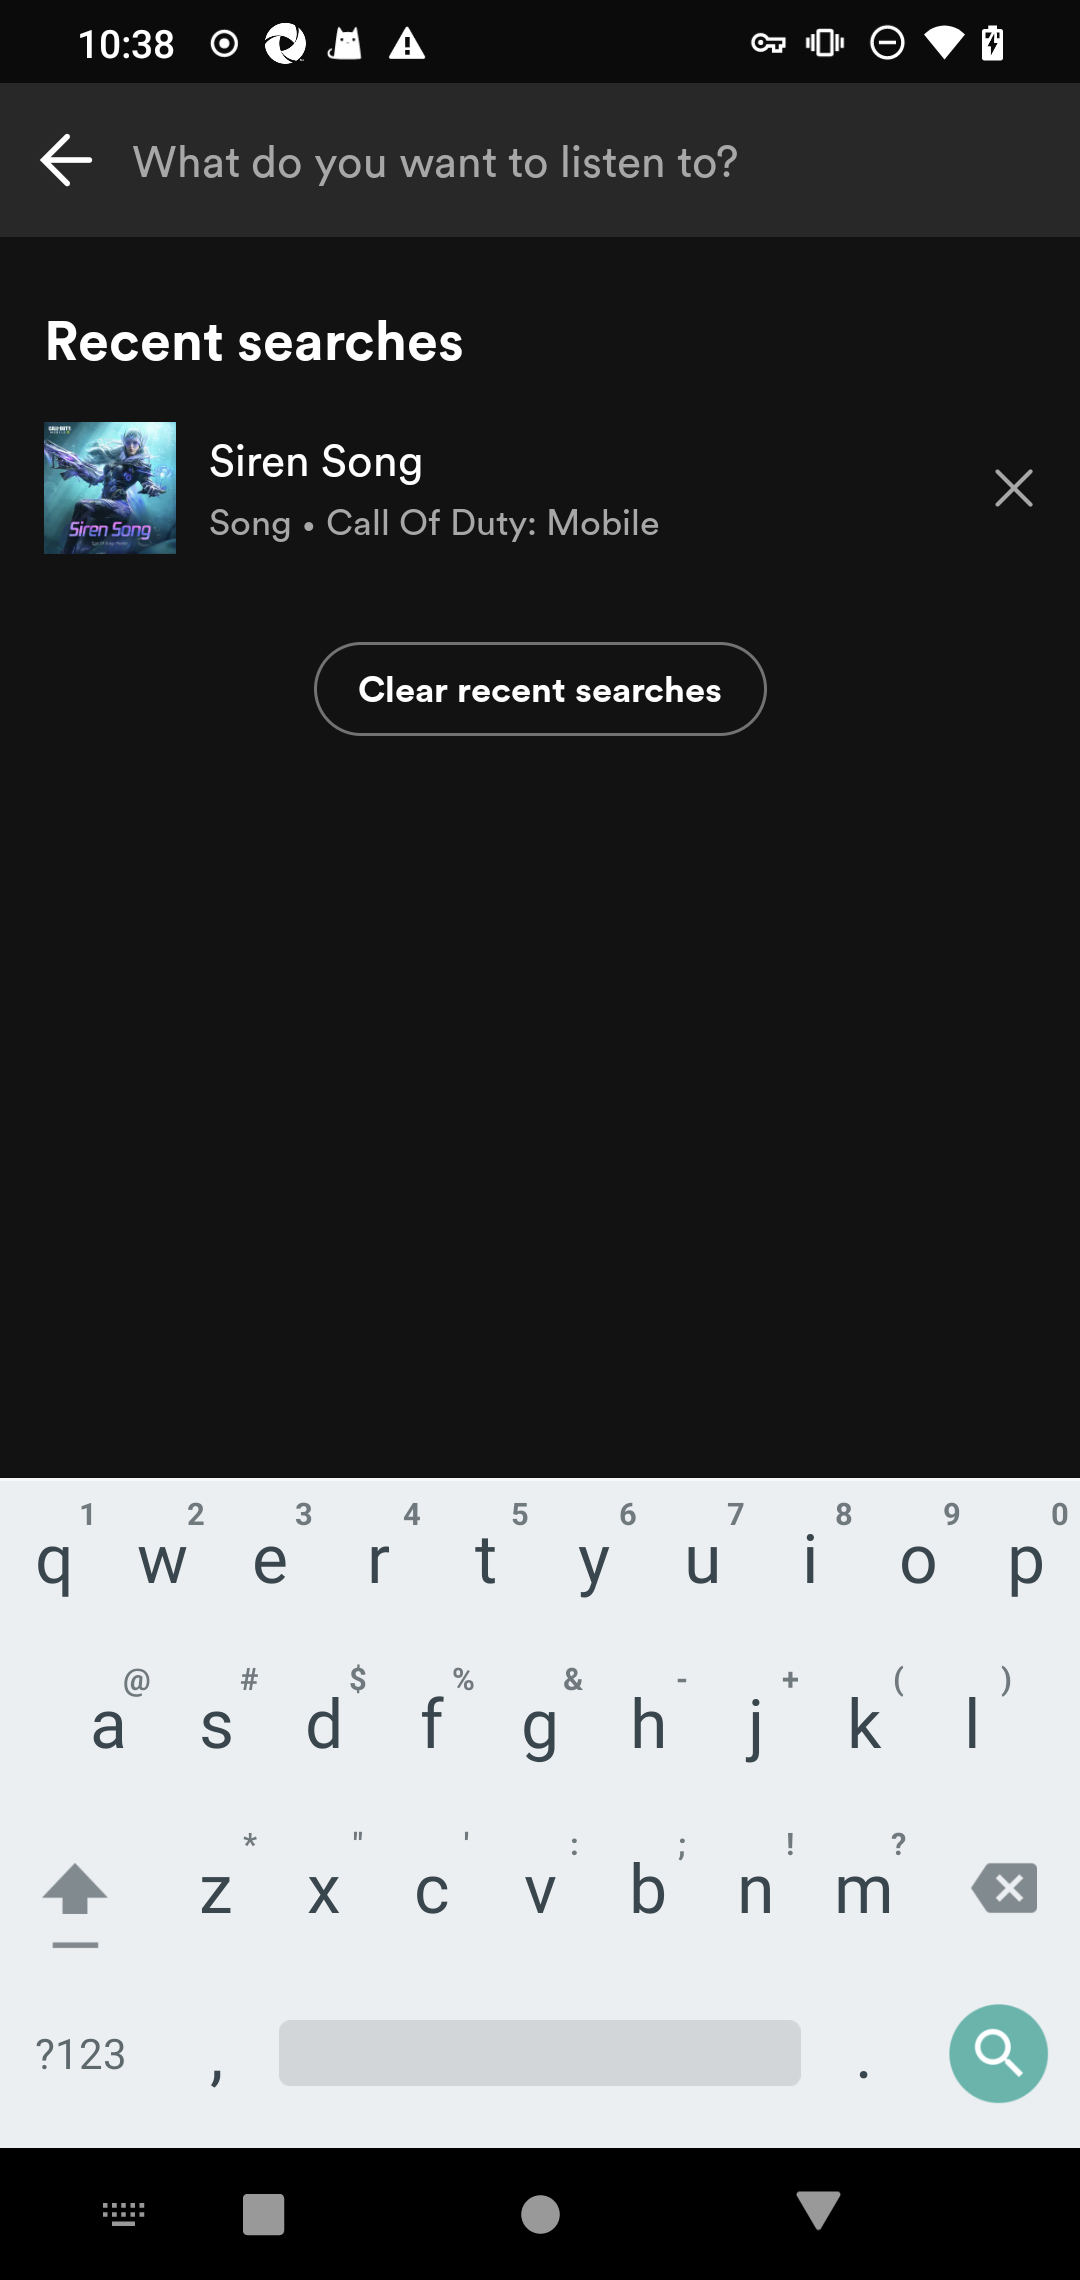 10:38
What do you want to listen to?
Recent searches
Siren Song
Siren Song
Song • Call Of Duty: Mobile
Clear recent searches
1 2 3 4 5 6 7 8 9 0
q w e r t y u i o p
@ # $ % & - + ( )
a s d f g h j k l
* " ' : ; ! ?
z x c v b n m
?123 , .